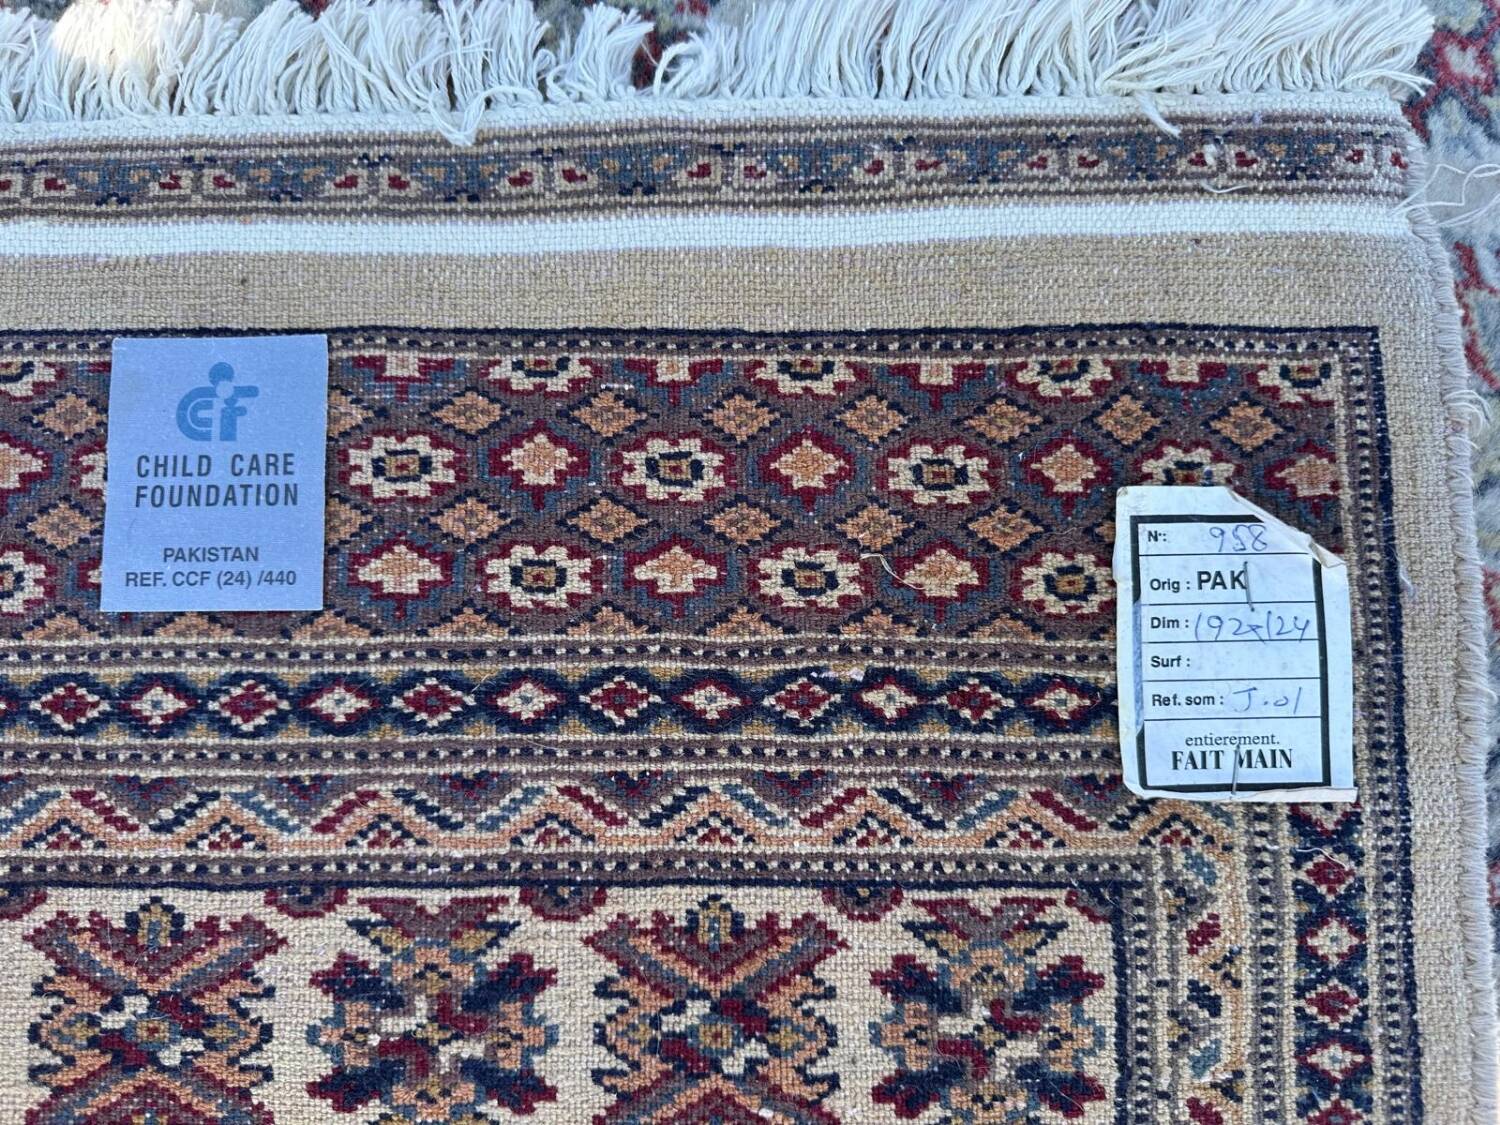 CCF
CHILD CARE
FOUNDATION
PAKISTAN
REF. CCF (24) /440
N°: 958
Orig : PAK
Dim : 192x124
Surf :
Ref. som : J.01
entierement.
FAIT MAIN